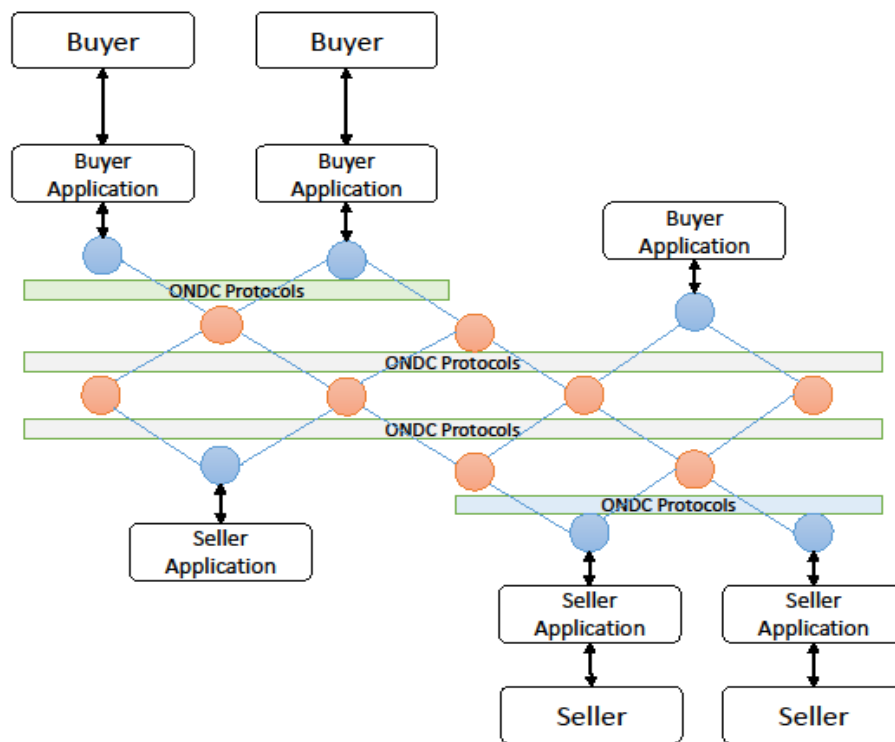 Buyer
Buyer
Buyer
Application
Buyer
Application
Buyer
Application
ONDC Protocols
ONDC Protocols
ONDC Protocols
ONDC Protocols
Seller
Application
Seller
Application
Seller
Application
Seller
Seller